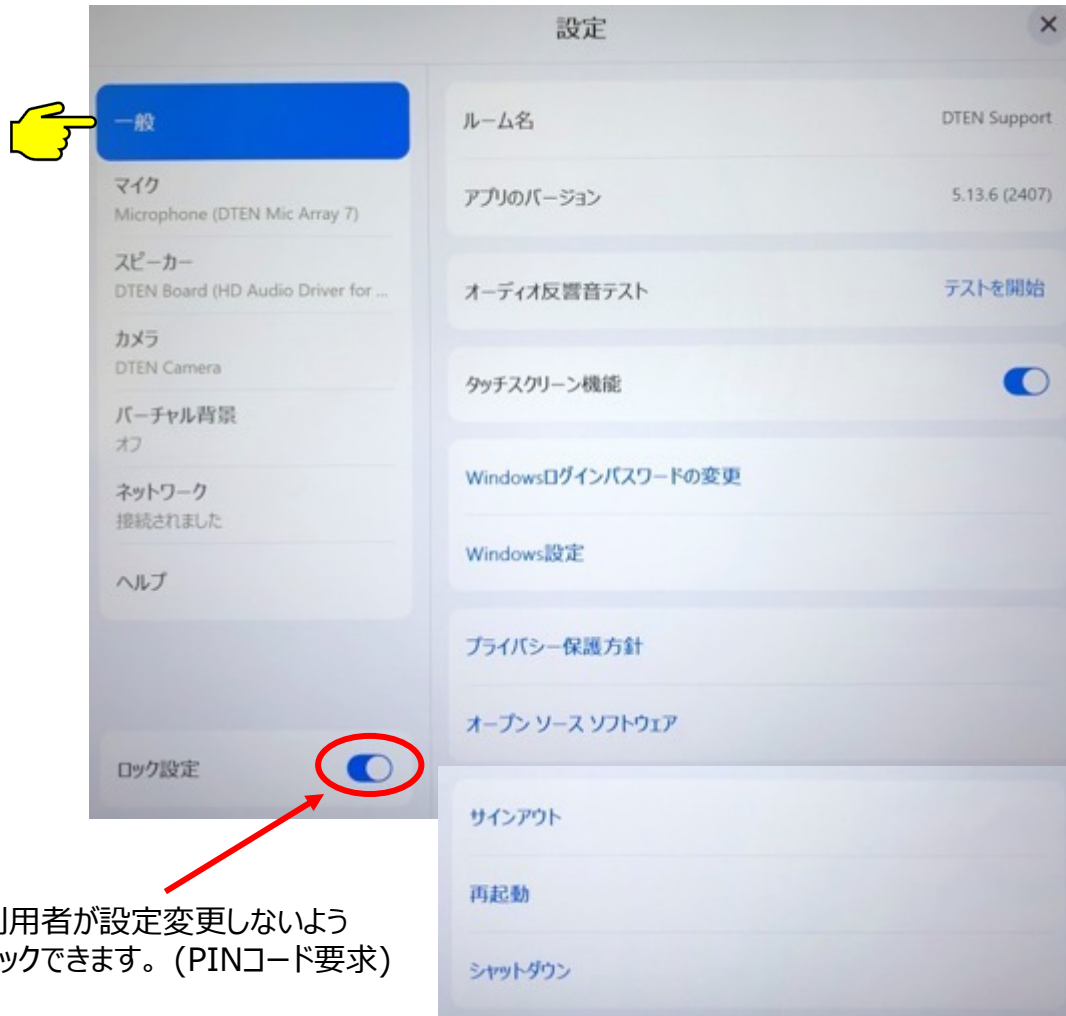 設定
一般
マイク
Microphone (DTEN Mic Array 7)
スピーカー
DTEN Board (HD Audio Driver for ...
カメラ
DTEN Camera
バーチャル背景
オフ
ネットワーク
接続されました
ヘルプ
ロック設定
ルーム名 DTEN Support
アプリのバージョン 5.13.6 (2407)
オーディオ反響音テスト テストを開始
タッチスクリーン機能
Windowsログインパスワードの変更
Windows設定
プライバシー保護方針
オープン ソース ソフトウェア
サインアウト
再起動
シャットダウン
用者が設定変更しないよう
ックできます。(PINコード要求)